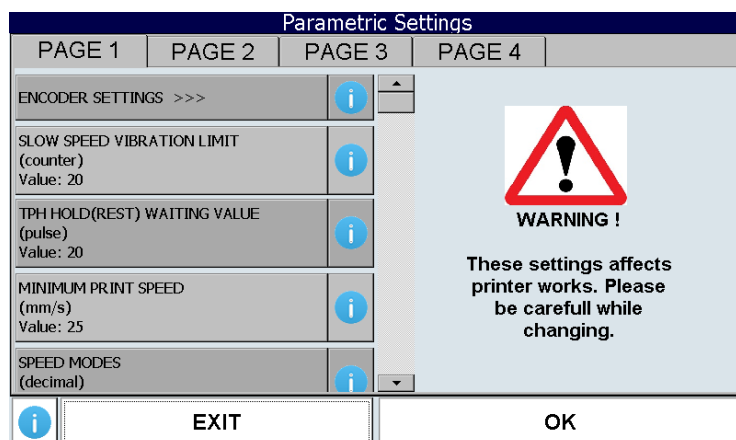 Parametric Settings
PAGE 1
PAGE 2
PAGE 3
PAGE 4
ENCODER SETTINGS >>>
SLOW SPEED VIBRATION LIMIT
(counter)
Value: 20
TPH HOLD(REST) WAITING VALUE
(pulse)
Value: 20
MINIMUM PRINT SPEED
(mm/s)
Value: 25
SPEED MODES
(decimal)
WARNING !
These settings affects
printer works. Please
be carefull while
changing.
EXIT
OK